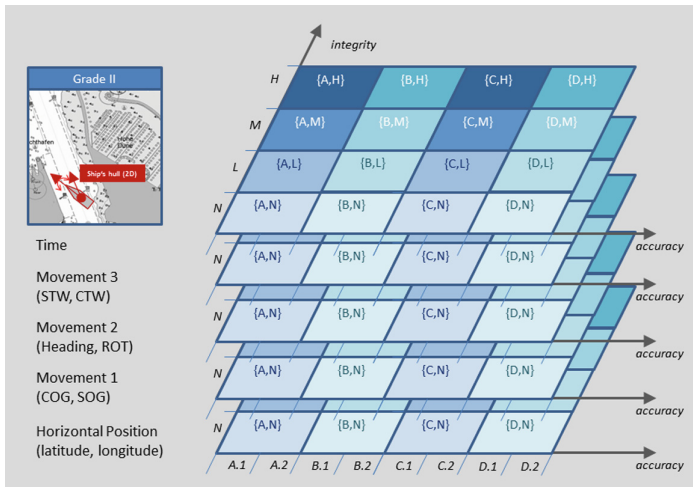 integrity
Grade II
H {A,H} {B,H} {C,H} {D,H}
M {A,M} {B,M} {C,M} {D,M}
L {A,L} {B,L} {C,L} {D,L}
Ship's hull (2D)
N {A,N} {B,N} {C,N} {D,N}
accuracy
Time
N {A,N} {B,N} {C,N} {D,N}
accuracy
Movement 3
(STW, CTW)
N {A,N} {B,N} {C,N} {D,N}
accuracy
Movement 2
(Heading, ROT)
N {A,N} {B,N} {C,N} {D,N}
accuracy
Movement 1
(COG, SOG)
N {A,N} {B,N} {C,N} {D,N}
accuracy
Horizontal Position
(latitude, longitude)
A.1 A.2 B.1 B.2 C.1 C.2 D.1 D.2